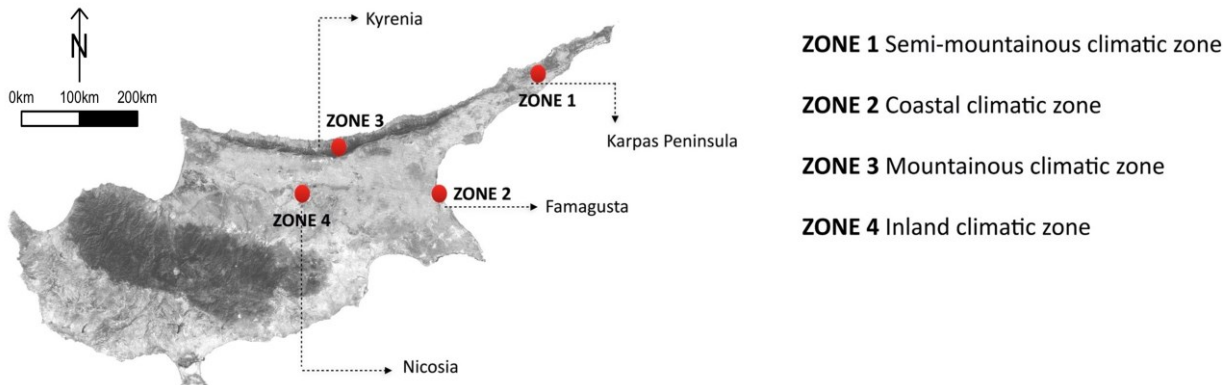 Kyrenia
N
0km 100km 200km
ZONE 1
ZONE 3
Karpas Peninsula
ZONE 2
ZONE 4
Famagusta
Nicosia
ZONE 1 Semi-mountainous climatic zone
ZONE 2 Coastal climatic zone
ZONE 3 Mountainous climatic zone
ZONE 4 Inland climatic zone